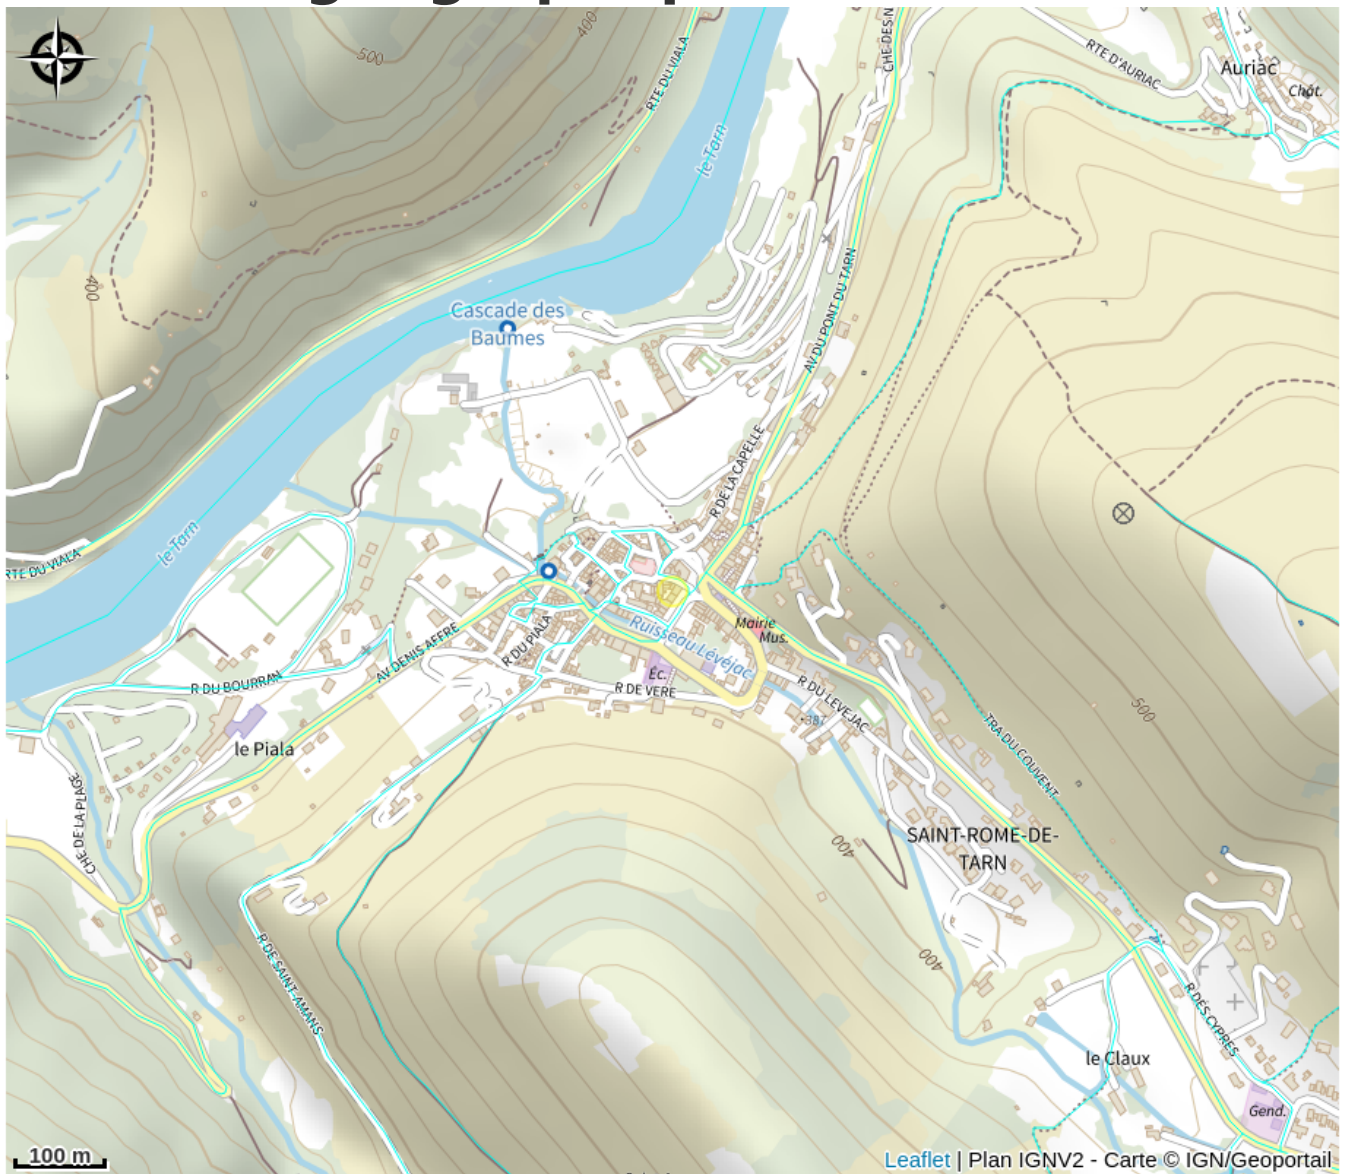 500
400
RTE DU VIALA
le Tarn
CHE DES N
RTE D'AURIAC
Auriac
Chât.
400
Cascade des
Baumes
AV DU PONT DU TARN
R DE LA CAPELLE
le Tarn
RTE DU VIALA
Ruisseau Lévéjac
Mairie
Mus.
R DU PIALA
AV DENIS AFFRE
Éc.
R DE VERE
R DU BOURRAN
R DU LEVEJAC
387
500
TRA DU COUVENT
le Piala
CHE DE LA PLAGE
400
SAINT-ROME-DE-
TARN
400
R DE SAINT-AMANS
R DES CYPRES
le Claux
Gend.
100 m
Leaflet | Plan IGNV2 - Carte © IGN/Geoportail